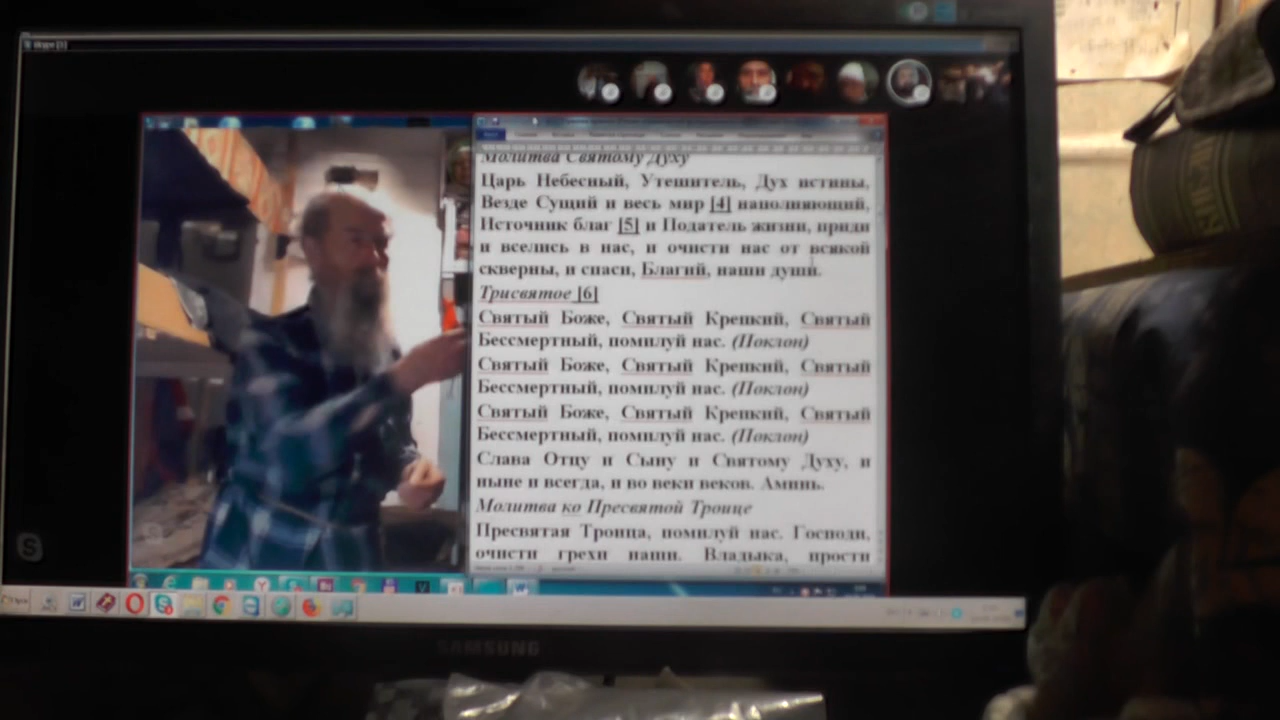 Молитва Святому Духу
Царь Небесный, Утешитель, Дух истины,
Везде Сущий и весь мир [4] наполняющий,
Источник благ [5] и Податель жизни, приди
и вселись в нас, и очисти нас от всякой
скверны, и спаси, Благий, наши души.
Трисвятое [6]
Святый Боже, Святый Крепкий, Святый
Бессмертный, помилуй нас. (Поклон)
Святый Боже, Святый Крепкий, Святый
Бессмертный, помилуй нас. (Поклон)
Святый Боже, Святый Крепкий, Святый
Бессмертный, помилуй нас. (Поклон)
Слава Отцу и Сыну и Святому Духу, и
ныне и всегда, и во веки веков. Аминь.
Молитва ко Пресвятой Троице
Пресвятая Троица, помилуй нас. Господи,
очисти грехи наши. Владыка, прости
SAMSUNG